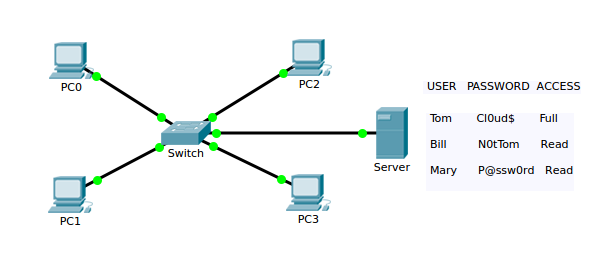 PC0
PC2
Switch
Server
PC1
PC3
USER PASSWORD ACCESS
Tom Cl0ud$ Full
Bill N0tTom Read
Mary P@ssw0rd Read